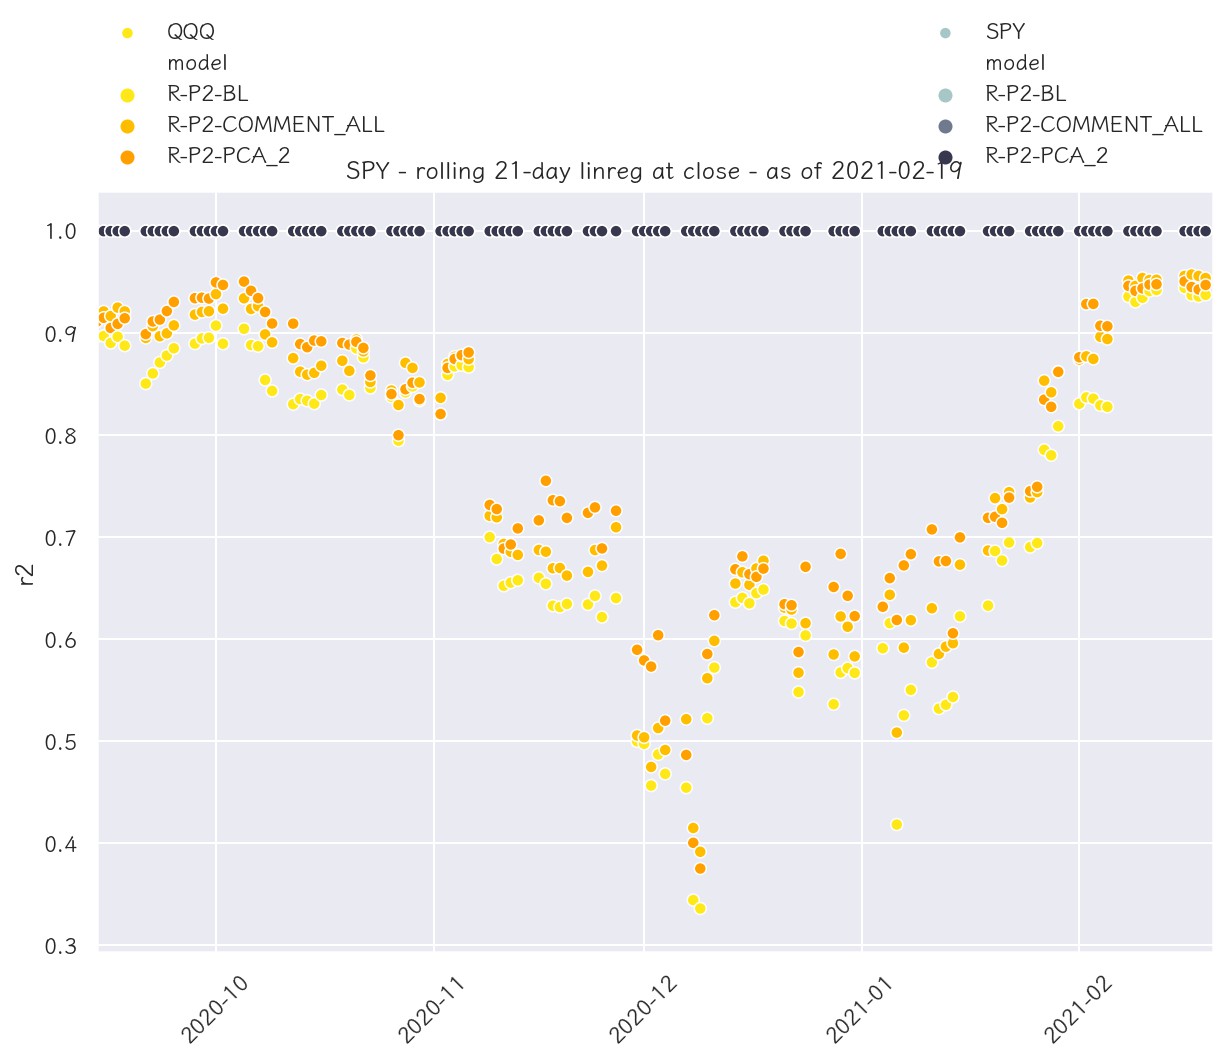 QQQ
model
R-P2-BL
R-P2-COMMENT_ALL
R-P2-PCA_2
SPY
model
R-P2-BL
R-P2-COMMENT_ALL
R-P2-PCA_2
SPY - rolling 21-day linreg at close - as of 2021-02-19
r2
1.0
0.9
0.8
0.7
0.6
0.5
0.4
0.3
2020-10
2020-11
2020-12
2021-01
2021-02